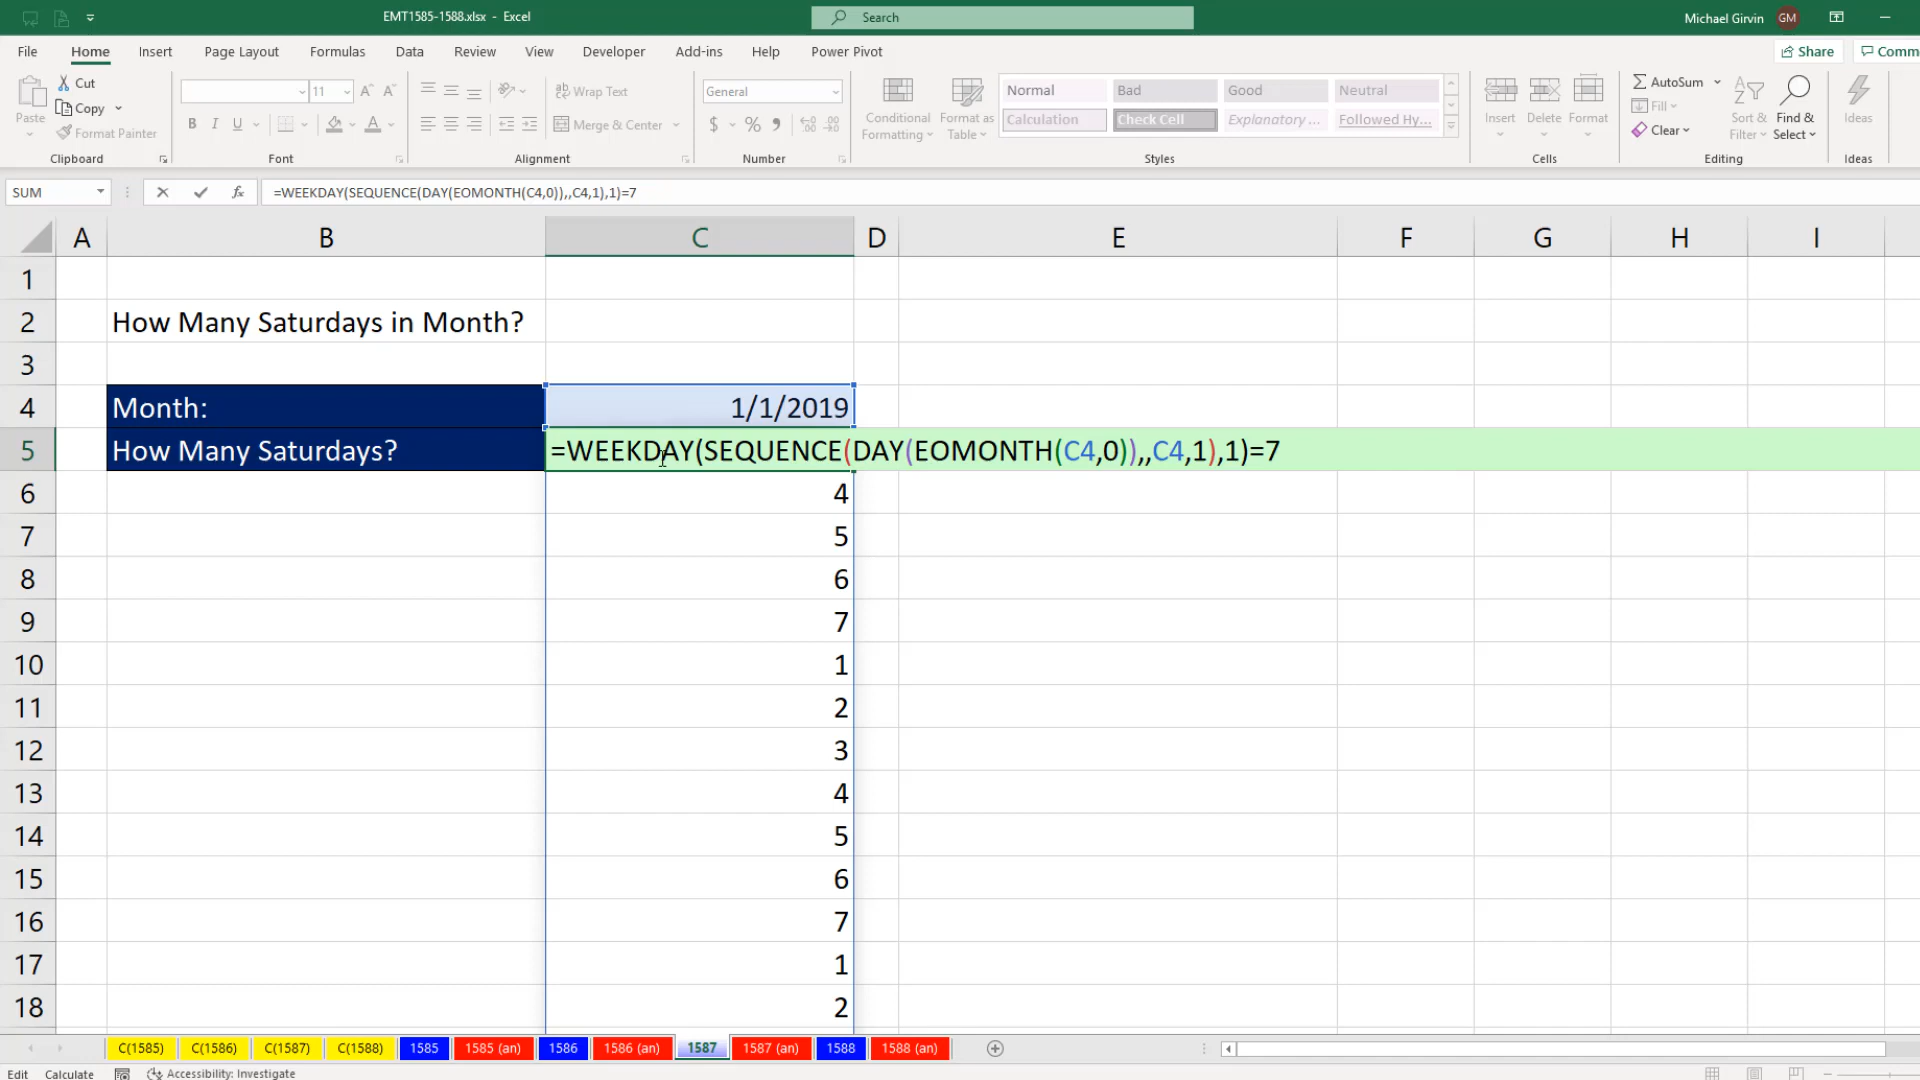 EMT1585-1588.xlsx - Excel
Search
Michael Girvin GM
File Home Insert Page Layout Formulas Data Review View Developer Add-ins Help Power Pivot Share Comm
Paste Cut Copy Format Painter Clipboard
11 A A B I U Font
ab Wrap Text Merge & Center Alignment
General $ % , Number
Conditional Formatting Format as Table
Normal Bad Good Neutral
Calculation Check Cell Explanatory ... Followed Hy...
Styles
Insert Delete Format Cells
AutoSum Fill Clear Sort & Filter Find & Select Editing
Ideas Ideas
SUM fx =WEEKDAY(SEQUENCE(DAY(EOMONTH(C4,0)),,C4,1),1)=7
A B C D E F G H I
1
2 How Many Saturdays in Month?
3
4 Month: 1/1/2019
5 How Many Saturdays? =WEEKDAY(SEQUENCE(DAY(EOMONTH(C4,0)),,C4,1),1)=7
6 4
7 5
8 6
9 7
10 1
11 2
12 3
13 4
14 5
15 6
16 7
17 1
18 2
C(1585) C(1586) C(1587) C(1588) 1585 1585 (an) 1586 1586 (an) 1587 1587 (an) 1588 1588 (an)
Edit Calculate Accessibility: Investigate